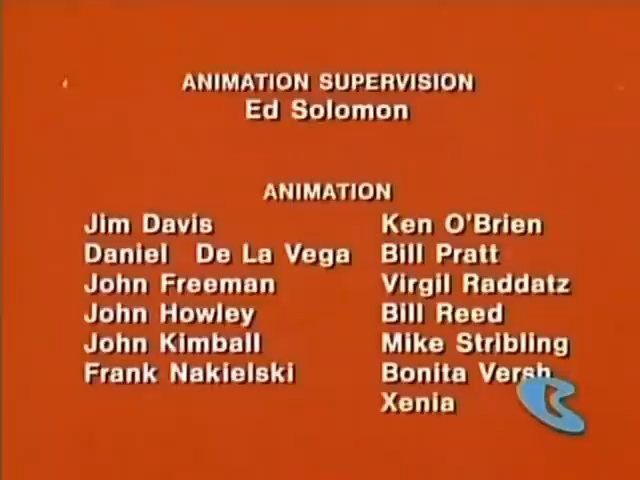 ANIMATION SUPERVISION
Ed Solomon
ANIMATION
Jim Davis
Daniel De La Vega
John Freeman
John Howley
John Kimball
Frank Nakielski
Ken O'Brien
Bill Pratt
Virgil Raddatz
Bill Reed
Mike Stribling
Bonita Versh
Xenia